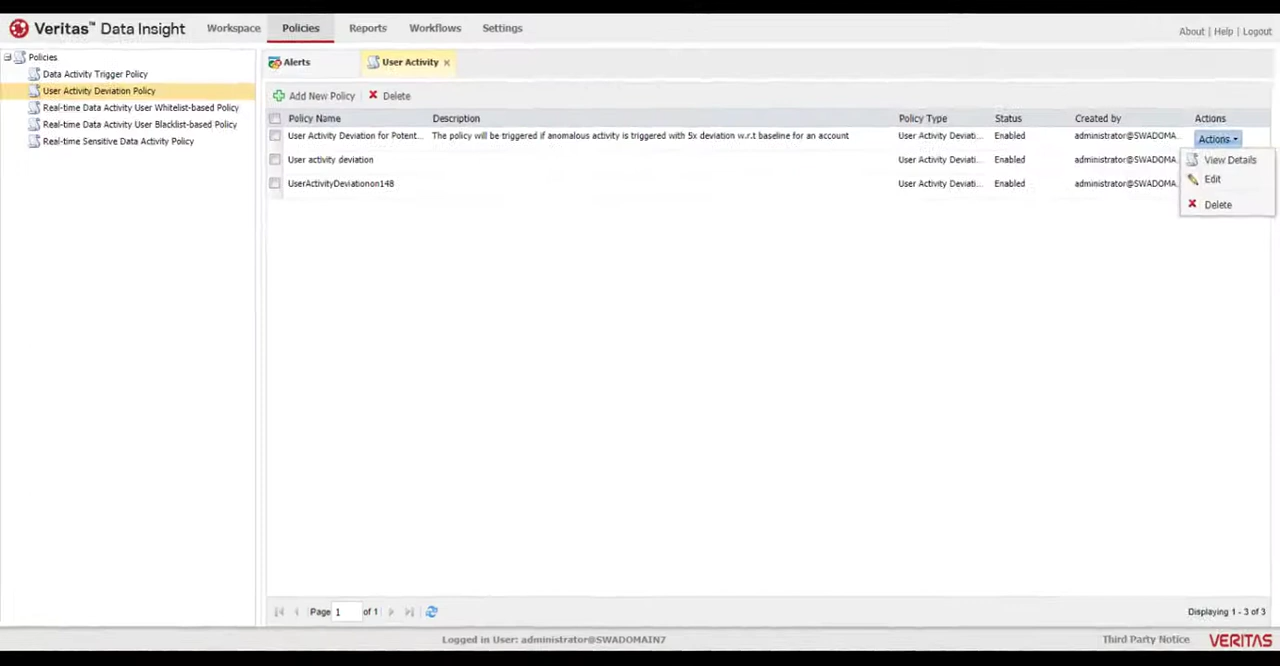 Veritas™ Data Insight Workspace Policies Reports Workflows Settings About | Help | Logout
Policies
Data Activity Trigger Policy
User Activity Deviation Policy
Real-time Data Activity User Whitelist-based Policy
Real-time Data Activity User Blacklist-based Policy
Real-time Sensitive Data Activity Policy
Alerts User Activity
Add New Policy Delete
Policy Name Description Policy Type Status Created by Actions
User Activity Deviation for Potent... The policy will be triggered if anomalous activity is triggered with 5x deviation w.r.t baseline for an account User Activity Deviati... Enabled administrator@SWADOMA... Actions
User activity deviation User Activity Deviati... Enabled administrator@SWADOMA.
UserActivityDeviationon148 User Activity Deviati... Enabled administrator@SWADOMA.
View Details
Edit
Delete
Page 1 of 1 Displaying 1 - 3 of 3
Logged in User: administrator@SWADOMAIN7 Third Party Notice VERITAS